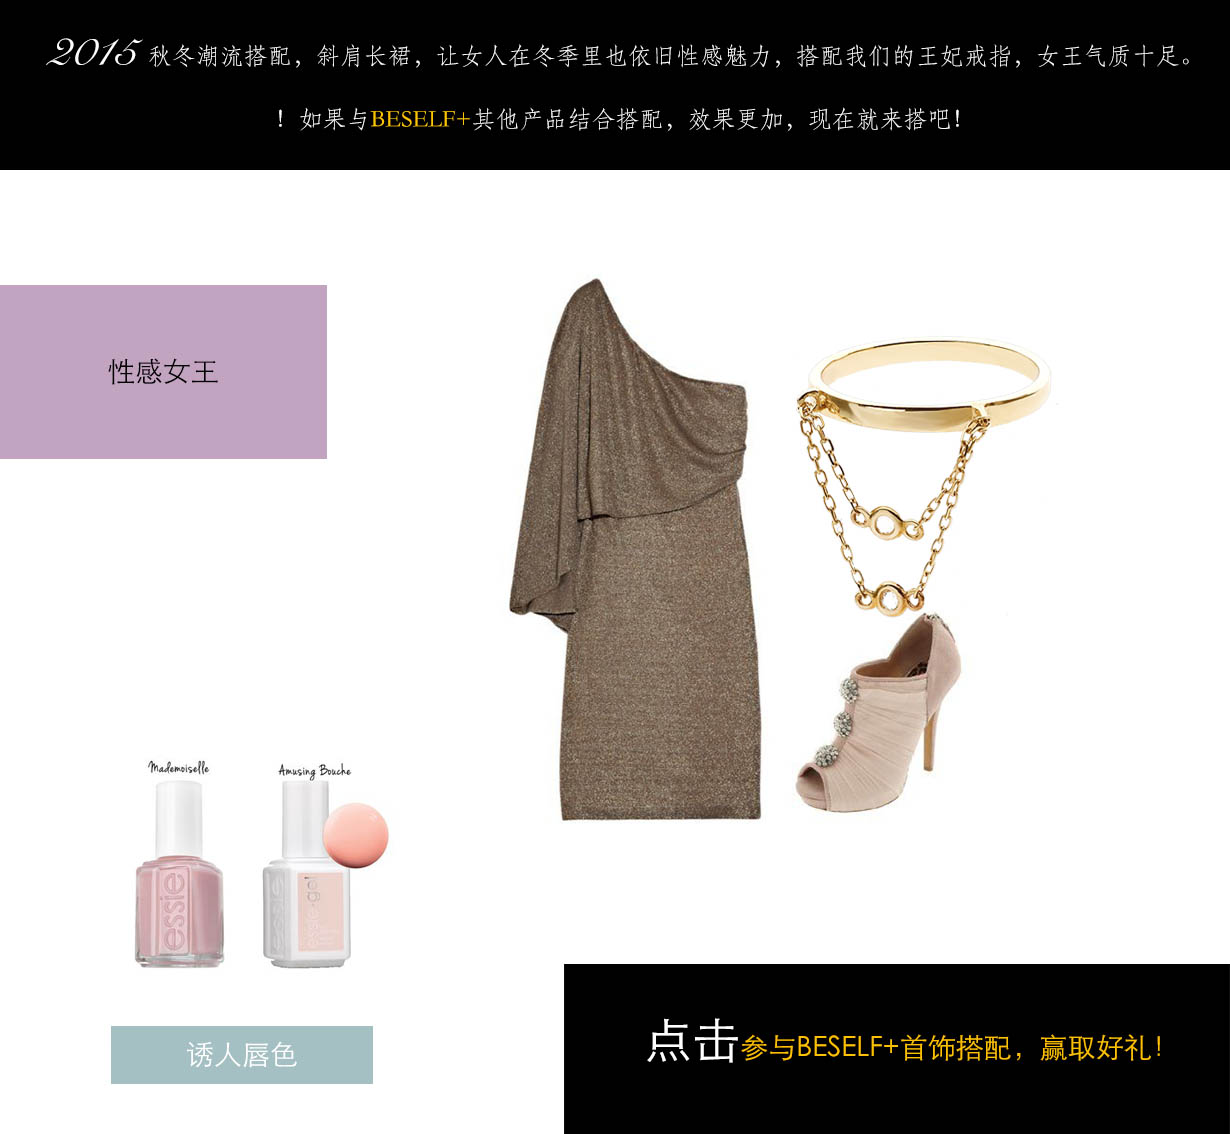 2015 秋冬潮流搭配，斜肩长裙，让女人在冬季里也依旧性感魅力，搭配我们的王妃戒指，女王气质十足。
！如果与BESELF+其他产品结合搭配，效果更加，现在就来搭吧！
性感女王
Mademoiselle
Amusing Bouche
essie
essie
essie·gel
诱人唇色
点击参与BESELF+首饰搭配，赢取好礼！